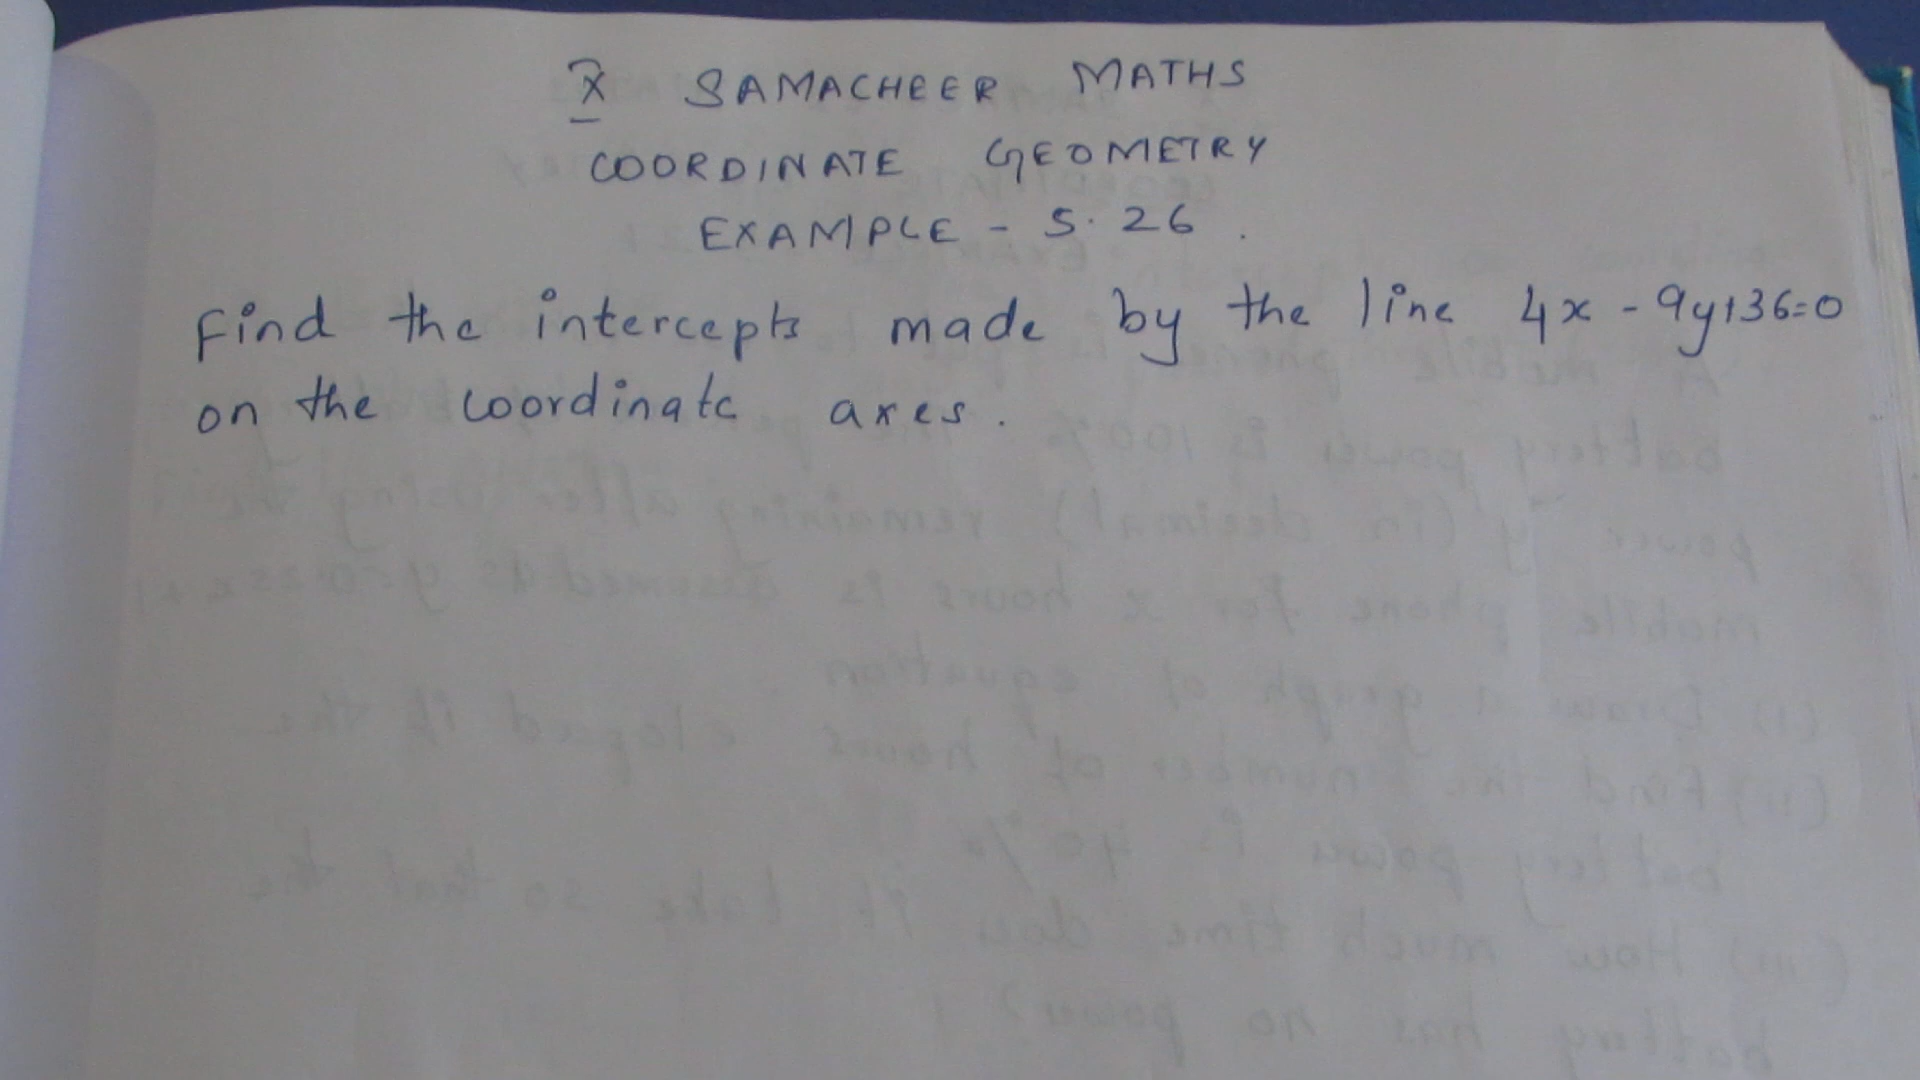 X SAMACHEER MATHS
COORDINATE GEOMETRY
EXAMPLE - 5.26.
Find the intercepts made by the line 4x - 9y+36=0
on the coordinate axes.